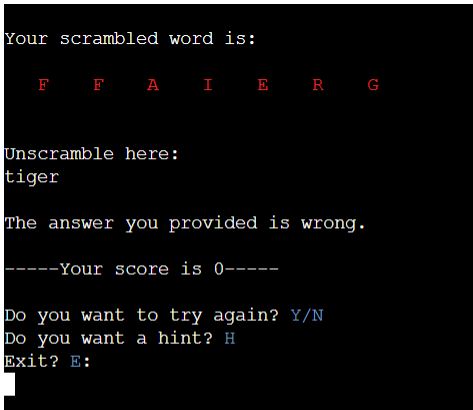 Your scrambled word is:
F F A I E R G
Unscramble here:
tiger
The answer you provided is wrong.
-----Your score is 0-----
Do you want to try again? Y/N
Do you want a hint? H
Exit? E: